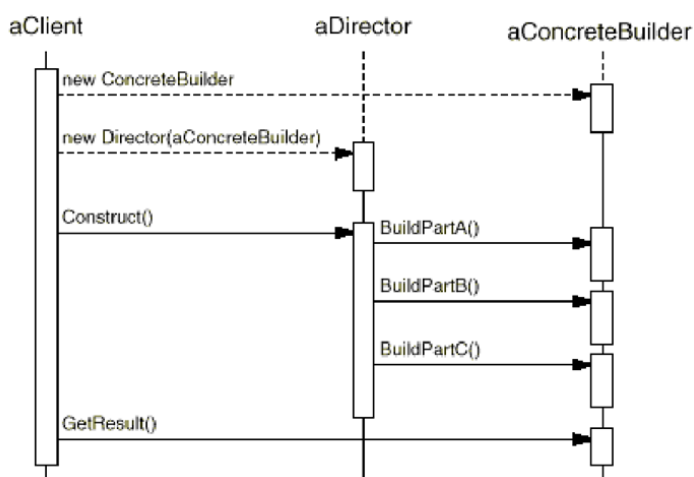 aClient
aDirector
aConcreteBuilder
new ConcreteBuilder
new Director(aConcreteBuilder)
Construct()
BuildPartA()
BuildPartB()
BuildPartC()
GetResult()